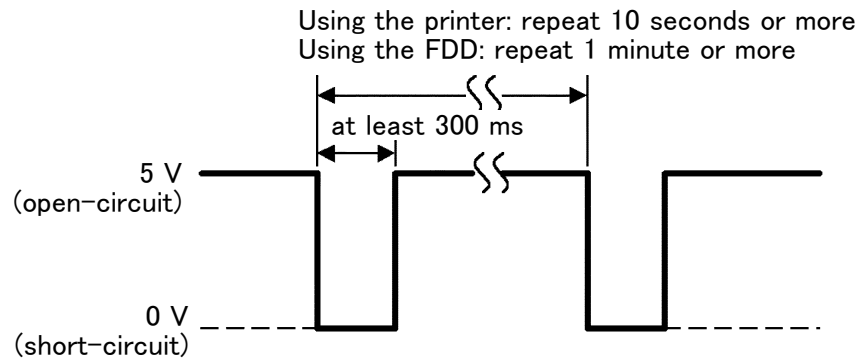 Using the printer: repeat 10 seconds or more
Using the FDD: repeat 1 minute or more
at least 300 ms
5 V
(open-circuit)
0 V
(short-circuit)